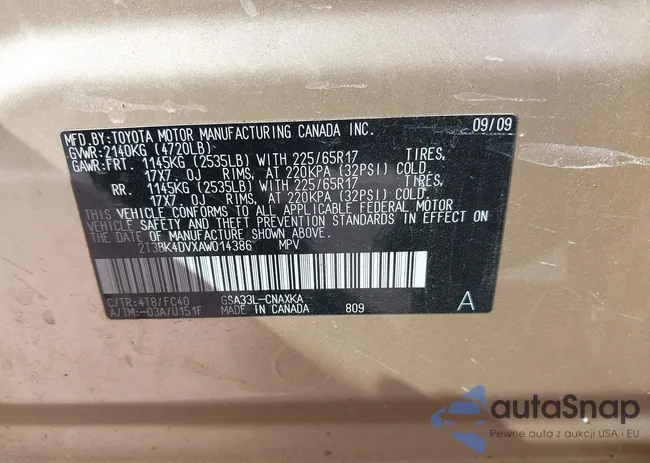 MFD.BY:TOYOTA MOTOR MANUFACTURING CANADA INC. 09/09
GVWR:2140KG (4720LB)
GAWR:FRT. 1145KG (2535LB) WITH 225/65R17 TIRES,
17X7.0J RIMS, AT 220KPA (32PSI) COLD.
RR. 1145KG (2535LB) WITH 225/65R17 TIRES,
17X7.0J RIMS, AT 220KPA (32PSI) COLD.
THIS VEHICLE CONFORMS TO ALL APPLICABLE FEDERAL MOTOR
VEHICLE SAFETY AND THEFT PREVENTION STANDARDS IN EFFECT ON
THE DATE OF MANUFACTURE SHOWN ABOVE.
2T3BK4DVXAW014386 MPV
C/TR:4T8/FC40 GSA33L-CNAXKA
A/TM:-03A/U151F MADE IN CANADA 809 A
autaSnap
Pewne auta z aukcji USA i EU